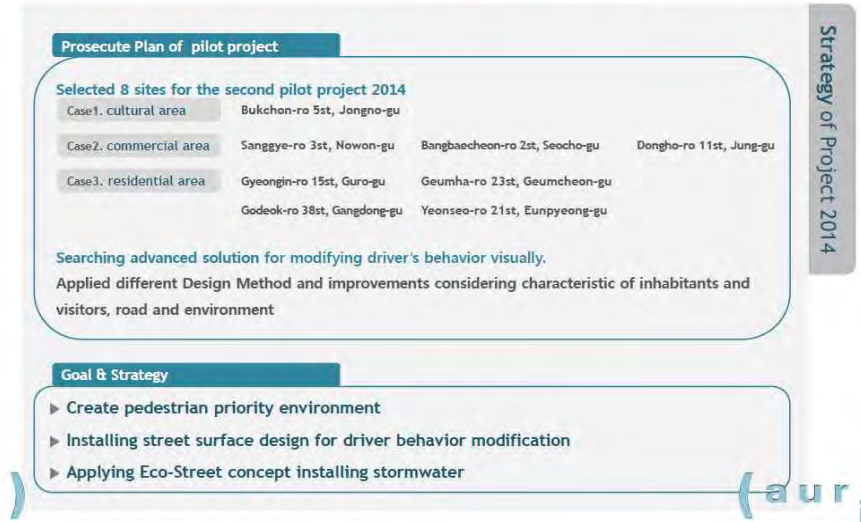 Prosecute Plan of pilot project
Selected 8 sites for the second pilot project 2014
Case1. cultural area Bukchon-ro 5st, Jongno-gu
Case2. commercial area Sanggye-ro 3st, Nowon-gu Bangbaecheon-ro 2st, Seocho-gu Dongho-ro 11st, Jung-gu
Case3. residential area Gyeongin-ro 15st, Guro-gu Geumha-ro 23st, Geumcheon-gu
Godeok-ro 38st, Gangdong-gu Yeonseo-ro 21st, Eunpyeong-gu
Searching advanced solution for modifying driver's behavior visually.
Applied different Design Method and improvements considering characteristic of inhabitants and
visitors, road and environment
Goal & Strategy
Create pedestrian priority environment
Installing street surface design for driver behavior modification
Applying Eco-Street concept installing stormwater
Strategy of Project 2014
aur